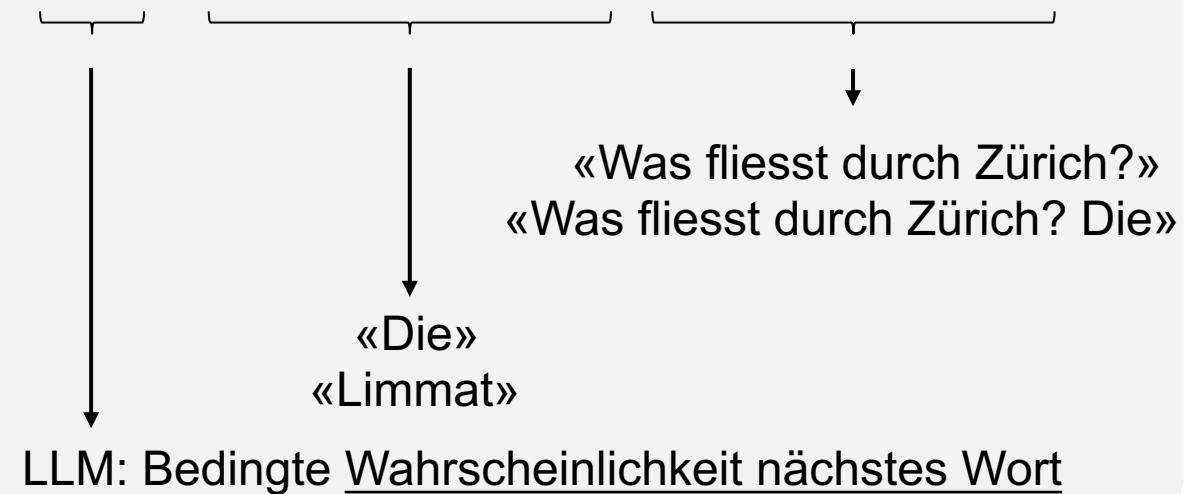 «Was fliesst durch Zürich?»
«Was fliesst durch Zürich? Die»
«Die»
«Limmat»
LLM: Bedingte Wahrscheinlichkeit nächstes Wort